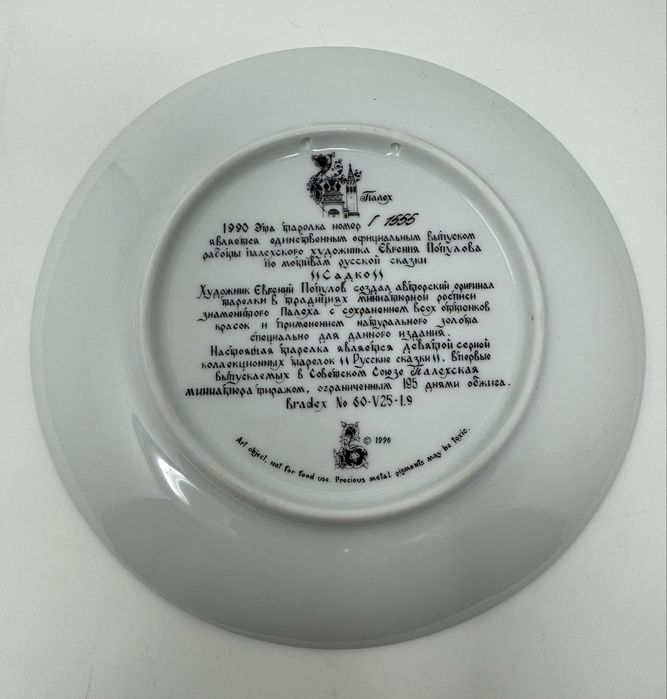 Палех
1990 Эта тарелка номер Г 1555
является единственным официальным выпуском
работы палехского художника Евгения Популова
по мотивам русской сказки
"Садко"
Художник Евгений Популов создал авторский оригинал
тарелки в традициях миниатюрной росписи
знаменитого Палеха с сохранением всех оттенков
красок и применением натурального золота
специально для данного издания.
Настоящая тарелка является девятой серией
коллекционных тарелок "Русские сказки", впервые
выпускаемых в Советском Союзе Палехская
миниатюра тиражом, ограниченным 195 днями обжига.
Bradex No 60-V25-1.9
© 1990
Art object, not for food use. Precious metal pigments may be toxic.